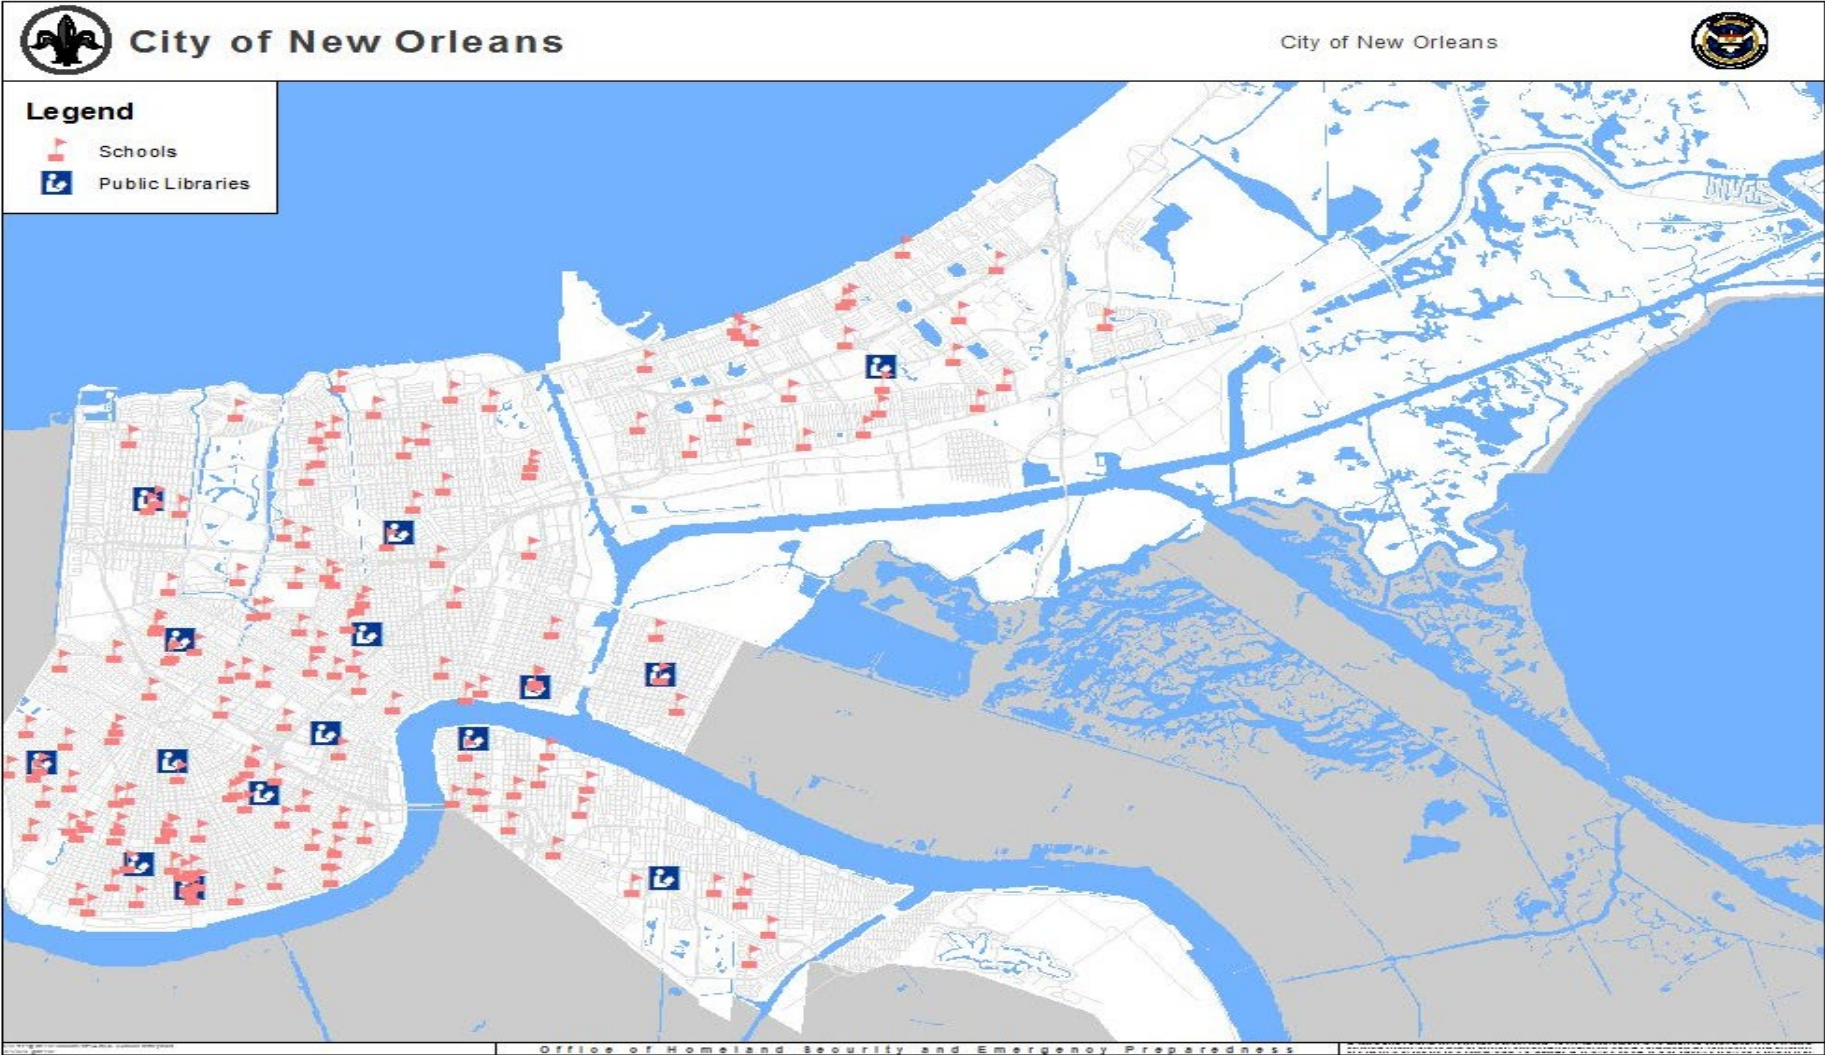 City of New Orleans
City of New Orleans
Legend
Schools
Public Libraries
Office of Homeland Security and Emergency Preparedness